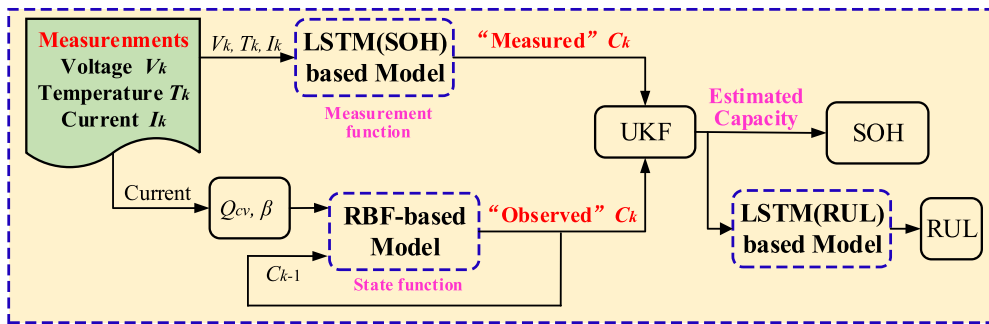 Measurenments
Voltage Vk
Temperature Tk
Current Ik
Vk, Tk, Ik
LSTM(SOH)
based Model
Measurement
function
“Measured” Ck
UKF
Estimated
Capacity
SOH
Current
Qcv, β
RBF-based
Model
State function
Ck-1
“Observed” Ck
LSTM(RUL)
based Model
RUL